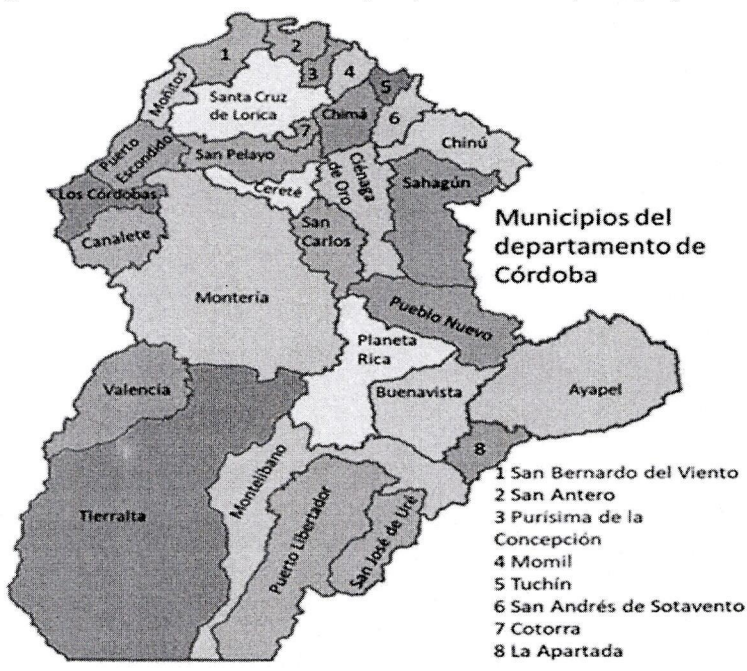 1
2
3
4
5
6
7
Moñitos
Santa Cruz
de Lorica
Chimá
Chinú
Puerto
Escondido
San Pelayo
Ciénaga
de Oro
Sahagún
Los Córdobas
Cereté
San
Carlos
Canalete
Montería
Municipios del
departamento de
Córdoba
Pueblo Nuevo
Planeta
Rica
Valencia
Buenavista
Ayapel
8
Montelíbano
Tierralta
Puerto Libertador
San José de Uré
1 San Bernardo del Viento
2 San Antero
3 Purísima de la
Concepción
4 Momil
5 Tuchín
6 San Andrés de Sotavento
7 Cotorra
8 La Apartada